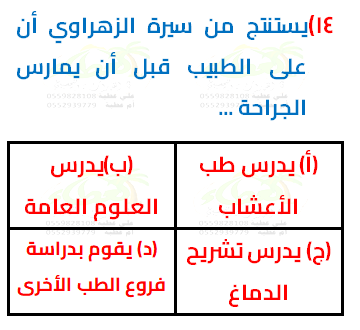 ١٤)يستنتج من سيرة الزهراوي أن
على الطبيب قبل أن يمارس
الجراحة ...
(أ) يدرس طب
الأعشاب
(ب)يدرس
العلوم العامة
(ج) يدرس تشريح
الدماغ
(د) يقوم بدراسة
فروع الطب الأخرى